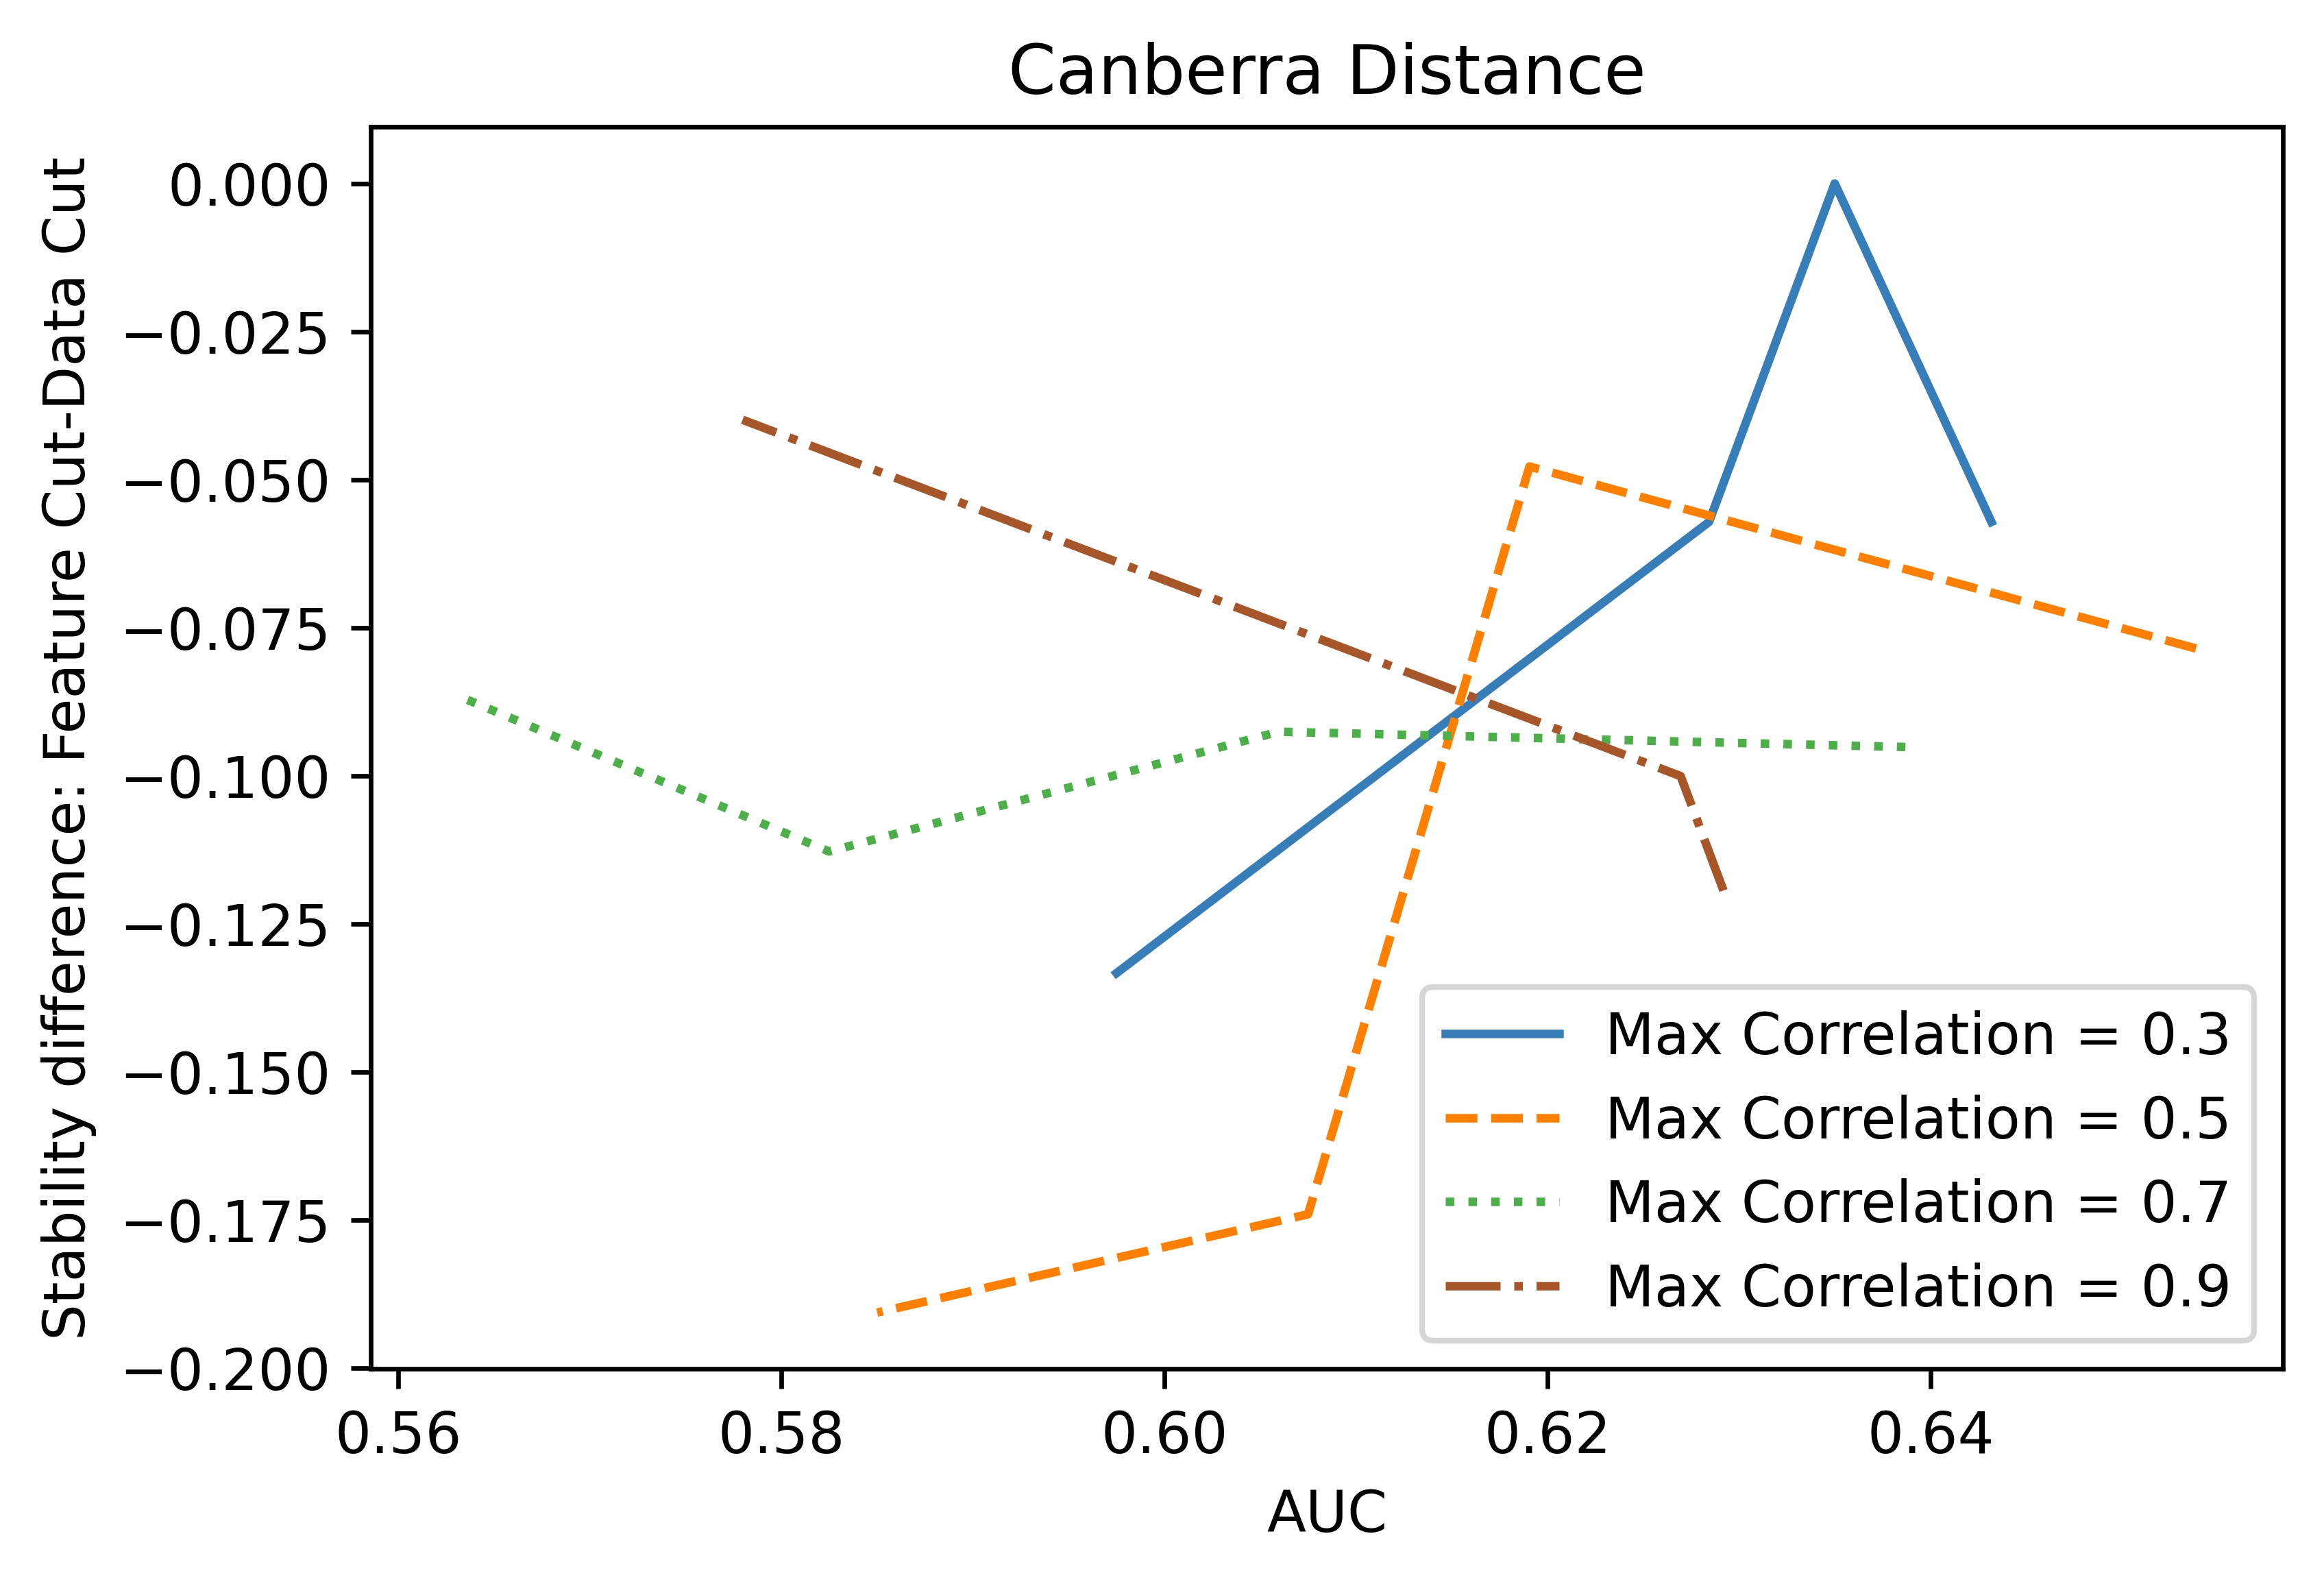 Canberra Distance
Stability difference: Feature Cut-Data Cut
0.000
−0.025
−0.050
−0.075
−0.100
−0.125
−0.150
−0.175
−0.200
0.56 0.58 0.60 0.62 0.64
AUC
Max Correlation = 0.3
Max Correlation = 0.5
Max Correlation = 0.7
Max Correlation = 0.9